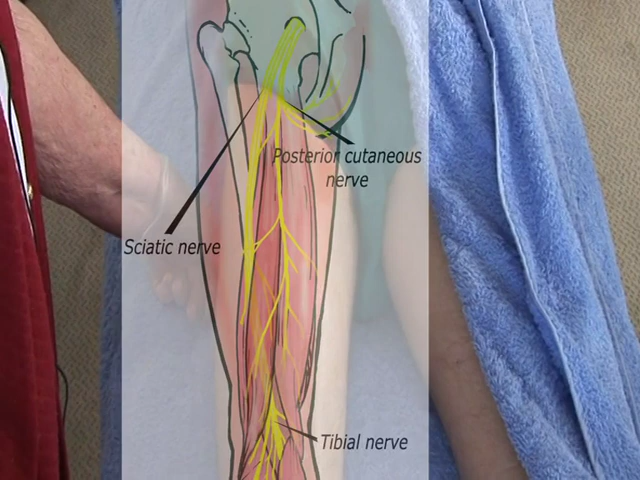 Posterior cutaneous
nerve
Sciatic nerve
Tibial nerve